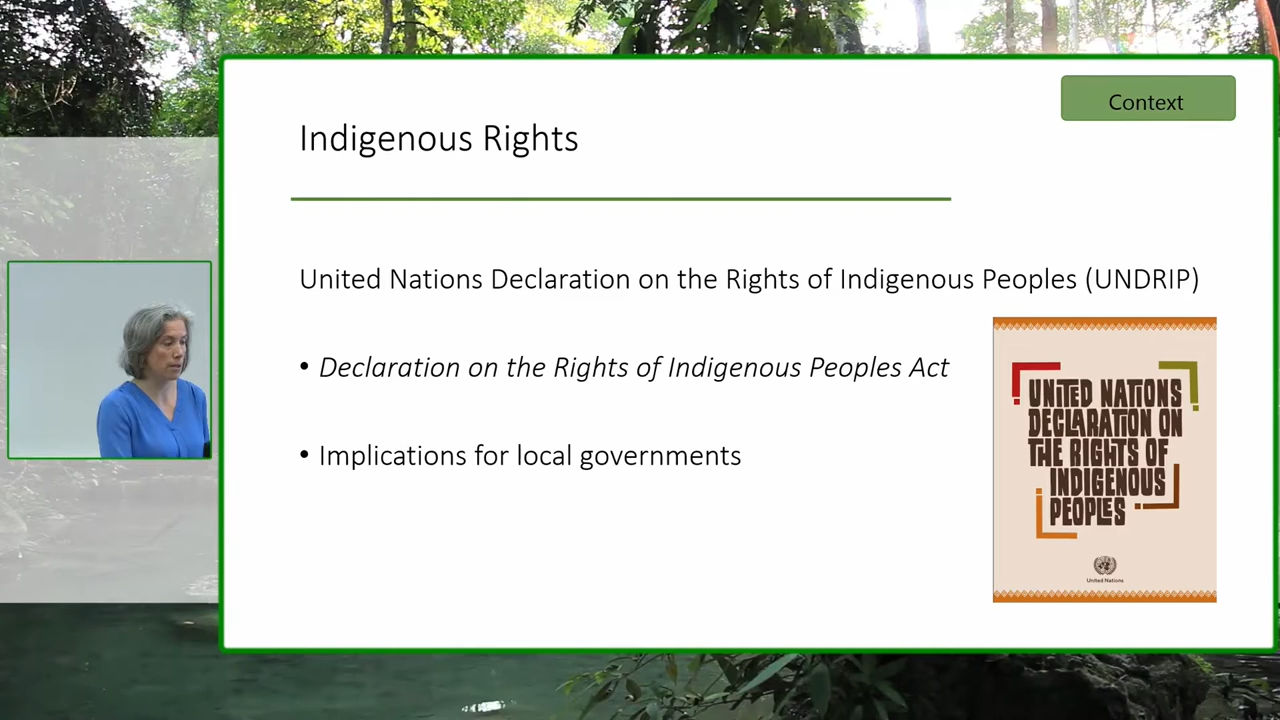 Context
Indigenous Rights
United Nations Declaration on the Rights of Indigenous Peoples (UNDRIP)
• Declaration on the Rights of Indigenous Peoples Act
• Implications for local governments
UNITED NATIONS
DECLARATION ON
THE RIGHTS OF
INDIGENOUS
PEOPLES
United Nations